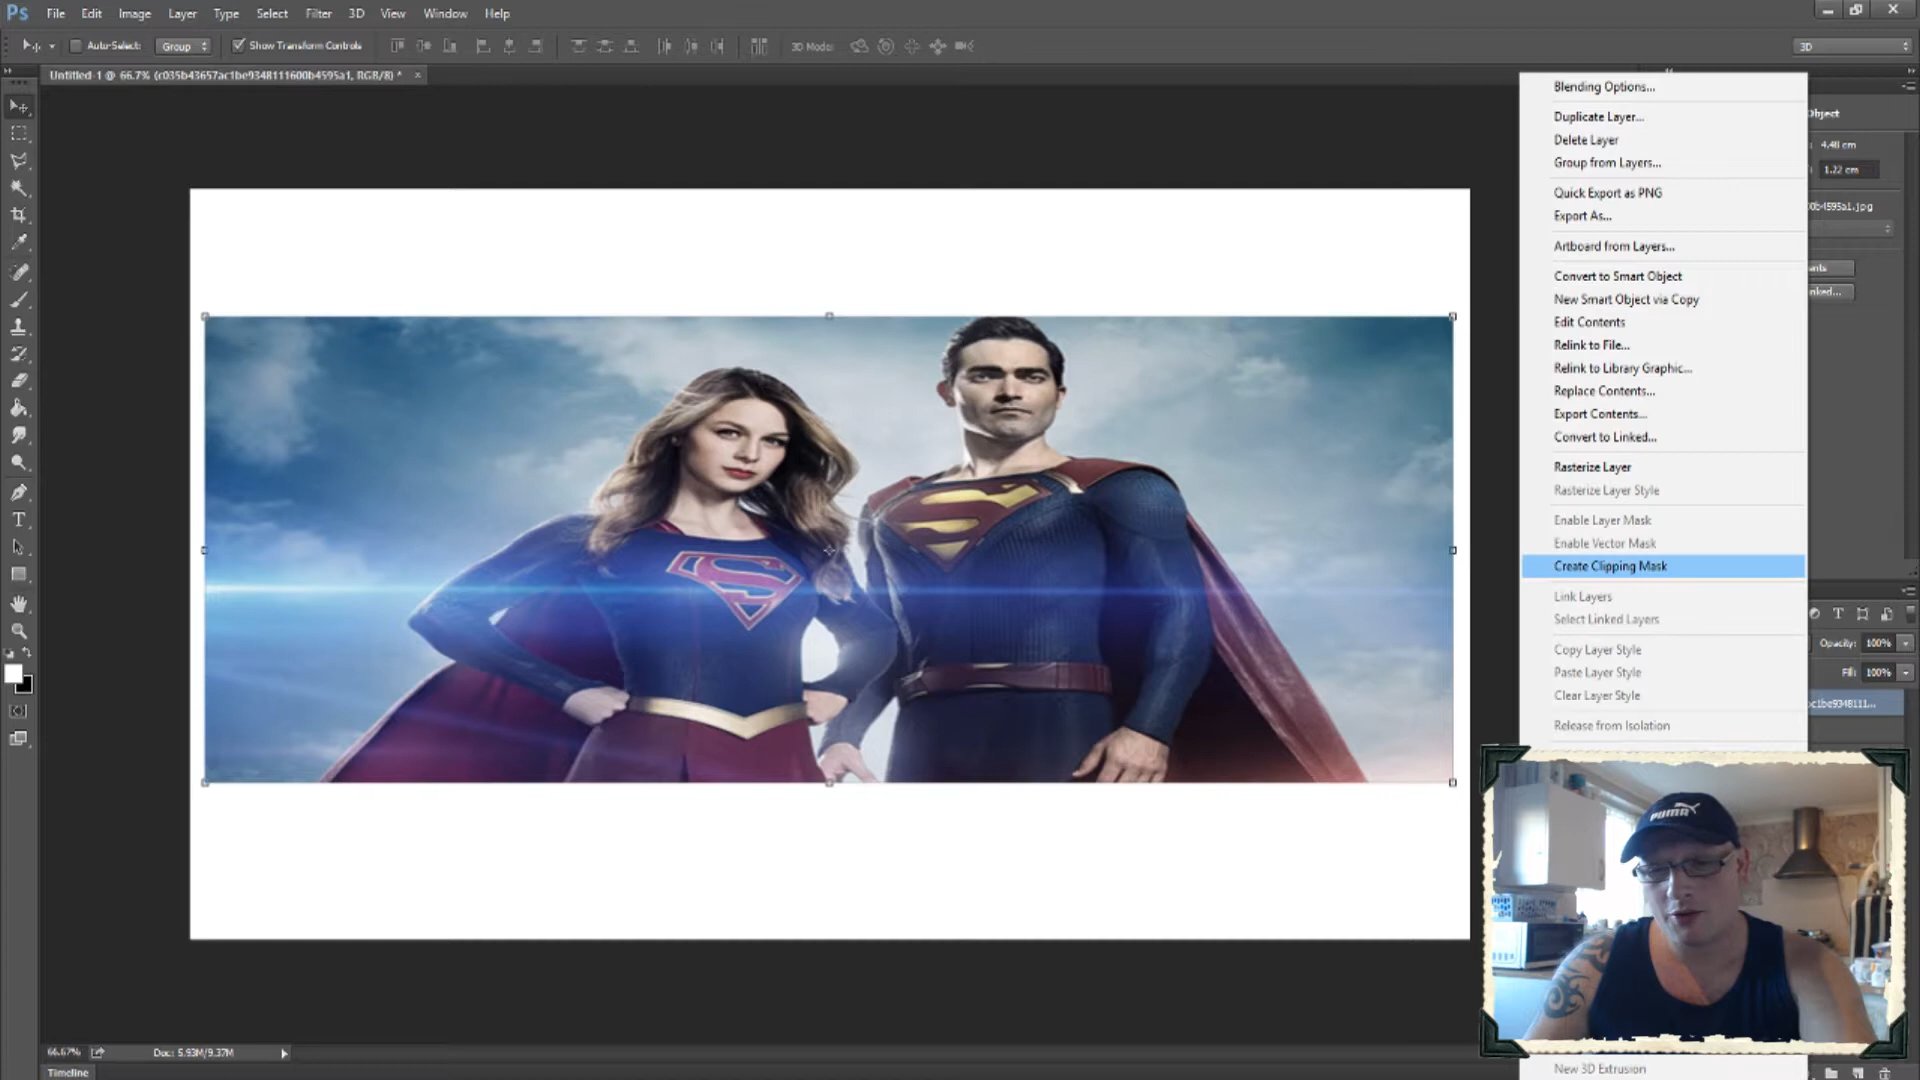 Ps File Edit Image Layer Type Select Filter 3D View Window Help
Auto-Select: Group Show Transform Controls 3D Mode: 3D
Untitled-1 @ 66.7% (c035b43657ac1be9348111600b4595a1, RGB/8) * ×
Blending Options...
Duplicate Layer...
Delete Layer
Group from Layers...
Quick Export as PNG
Export As...
Artboard from Layers...
Convert to Smart Object
New Smart Object via Copy
Edit Contents
Relink to File...
Relink to Library Graphic...
Replace Contents...
Export Contents...
Convert to Linked...
Rasterize Layer
Rasterize Layer Style
Enable Layer Mask
Enable Vector Mask
Create Clipping Mask
Link Layers
Select Linked Layers
Copy Layer Style
Paste Layer Style
Clear Layer Style
Release from Isolation
New 3D Extrusion
Object
4.48 cm
1.22 cm
00b4595a1.jpg
ents
nked...
Opacity: 100%
Fill: 100%
bc1be9348111...
PUMA
66.67% Doc: 5.93M/9.37M
Timeline